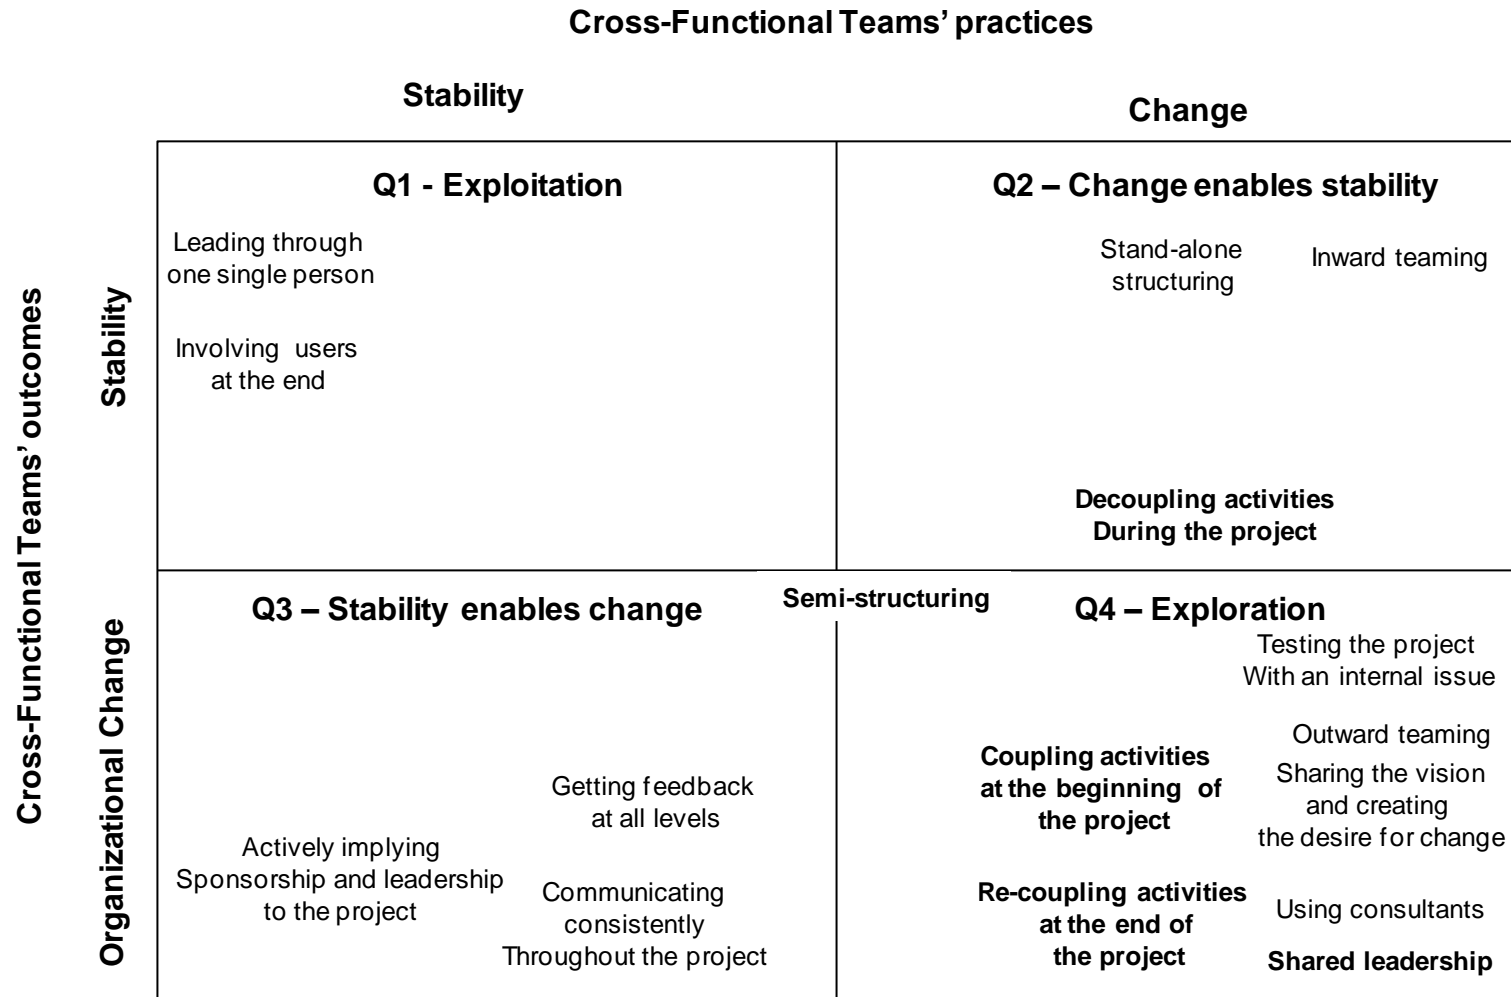 Cross-Functional Teams’ practices
Stability
Change
Cross-Functional Teams’ outcomes
Stability
Organizational Change
Q1 - Exploitation
Leading through
one single person
Involving users
at the end
Q2 – Change enables stability
Stand-alone
structuring
Inward teaming
Decoupling activities
During the project
Semi-structuring
Q3 – Stability enables change
Getting feedback
at all levels
Actively implying
Sponsorship and leadership
to the project
Communicating
consistently
Throughout the project
Q4 – Exploration
Testing the project
With an internal issue
Outward teaming
Coupling activities
at the beginning of
the project
Sharing the vision
and creating
the desire for change
Re-coupling activities
at the end of
the project
Using consultants
Shared leadership